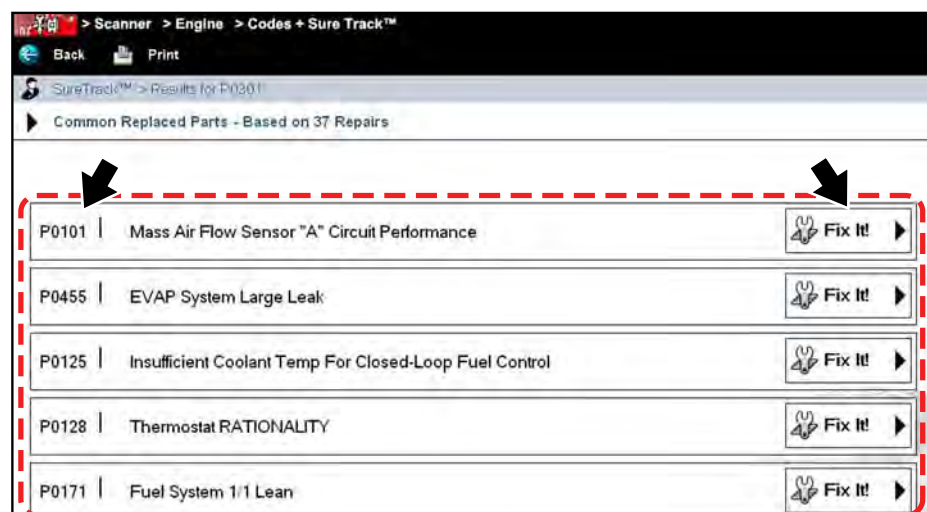 > Scanner > Engine > Codes + Sure Track™
Back Print
SureTrack™ > Results for P0301
Common Replaced Parts - Based on 37 Repairs
P0101 Mass Air Flow Sensor "A" Circuit Performance Fix It!
P0455 EVAP System Large Leak Fix It!
P0125 Insufficient Coolant Temp For Closed-Loop Fuel Control Fix It!
P0128 Thermostat RATIONALITY Fix It!
P0171 Fuel System 1/1 Lean Fix It!